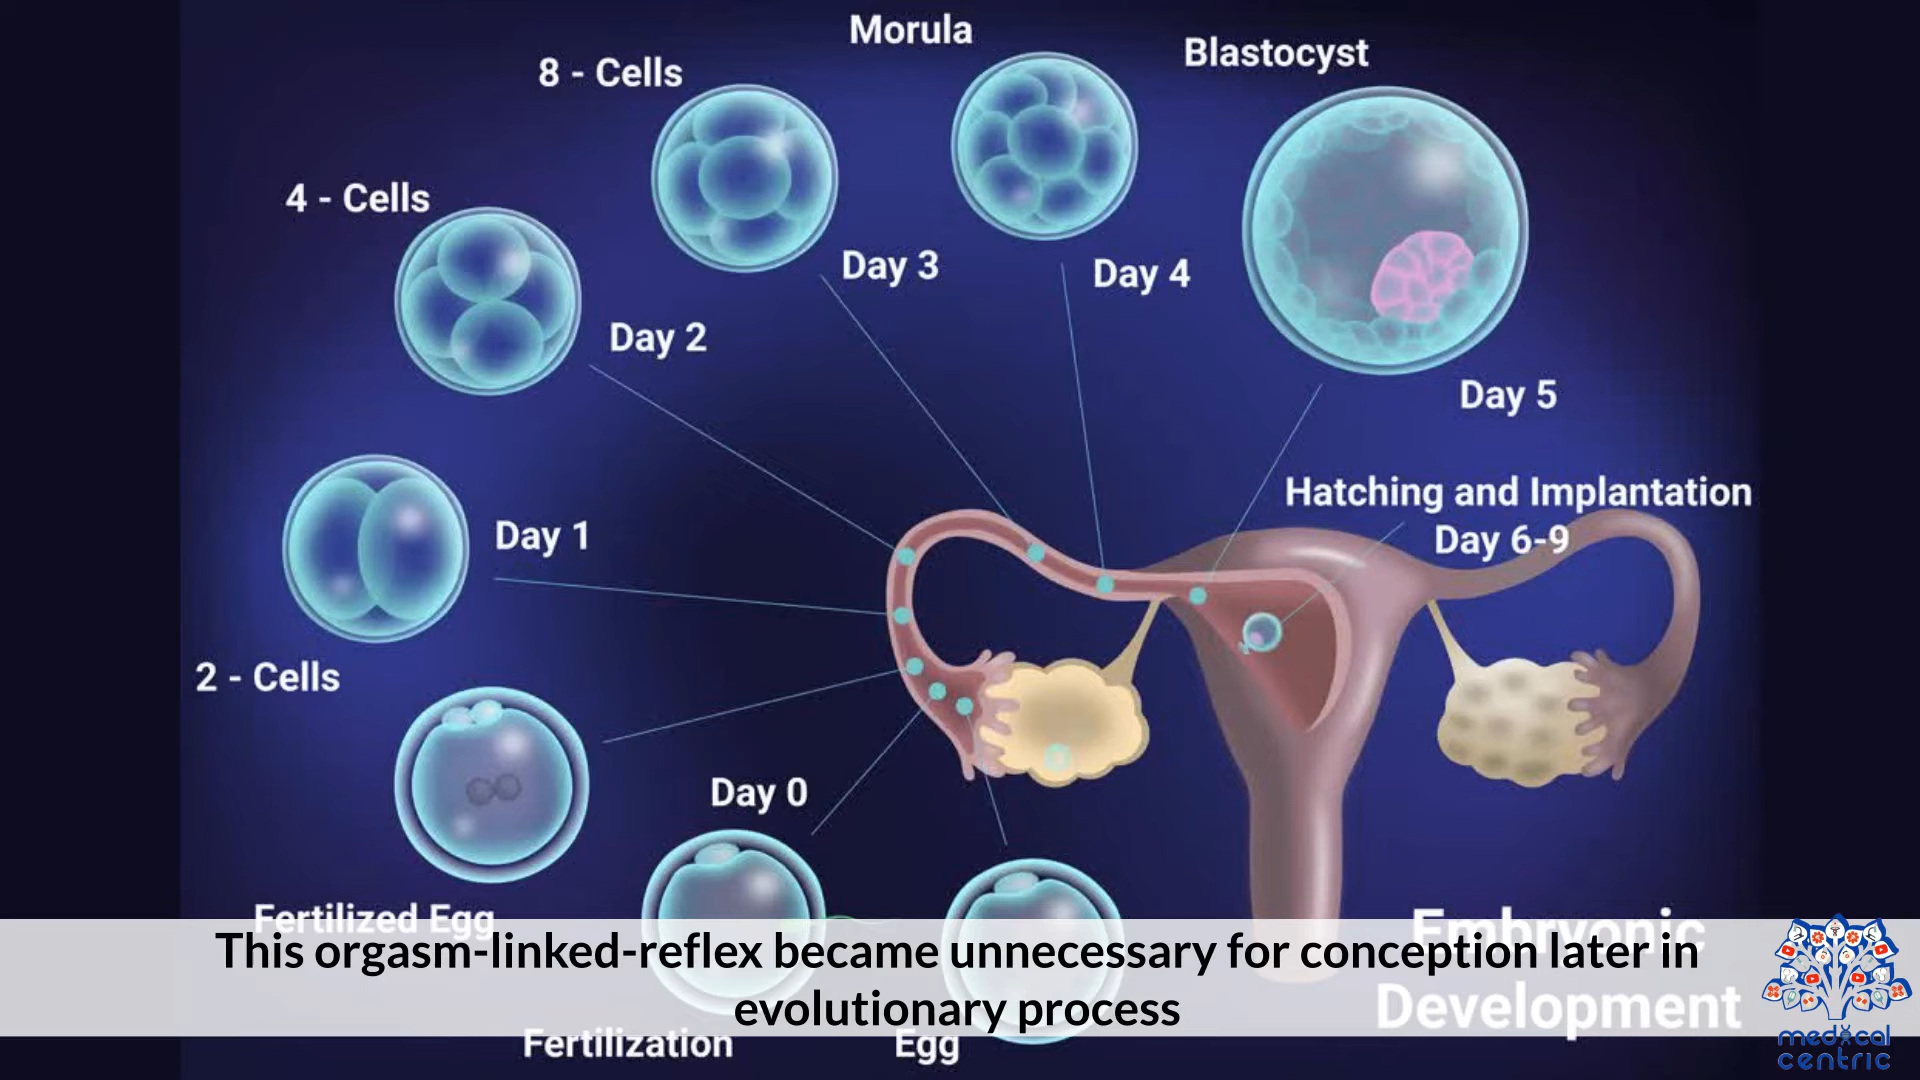 Morula
Blastocyst
8 - Cells
4 - Cells
Day 3
Day 4
Day 2
Day 5
Hatching and Implantation
Day 6-9
Day 1
2 - Cells
Day 0
Fertilized Egg
Embryonic
Development
This orgasm-linked-reflex became unnecessary for conception later in
evolutionary process
Fertilization
Egg
medical
centric